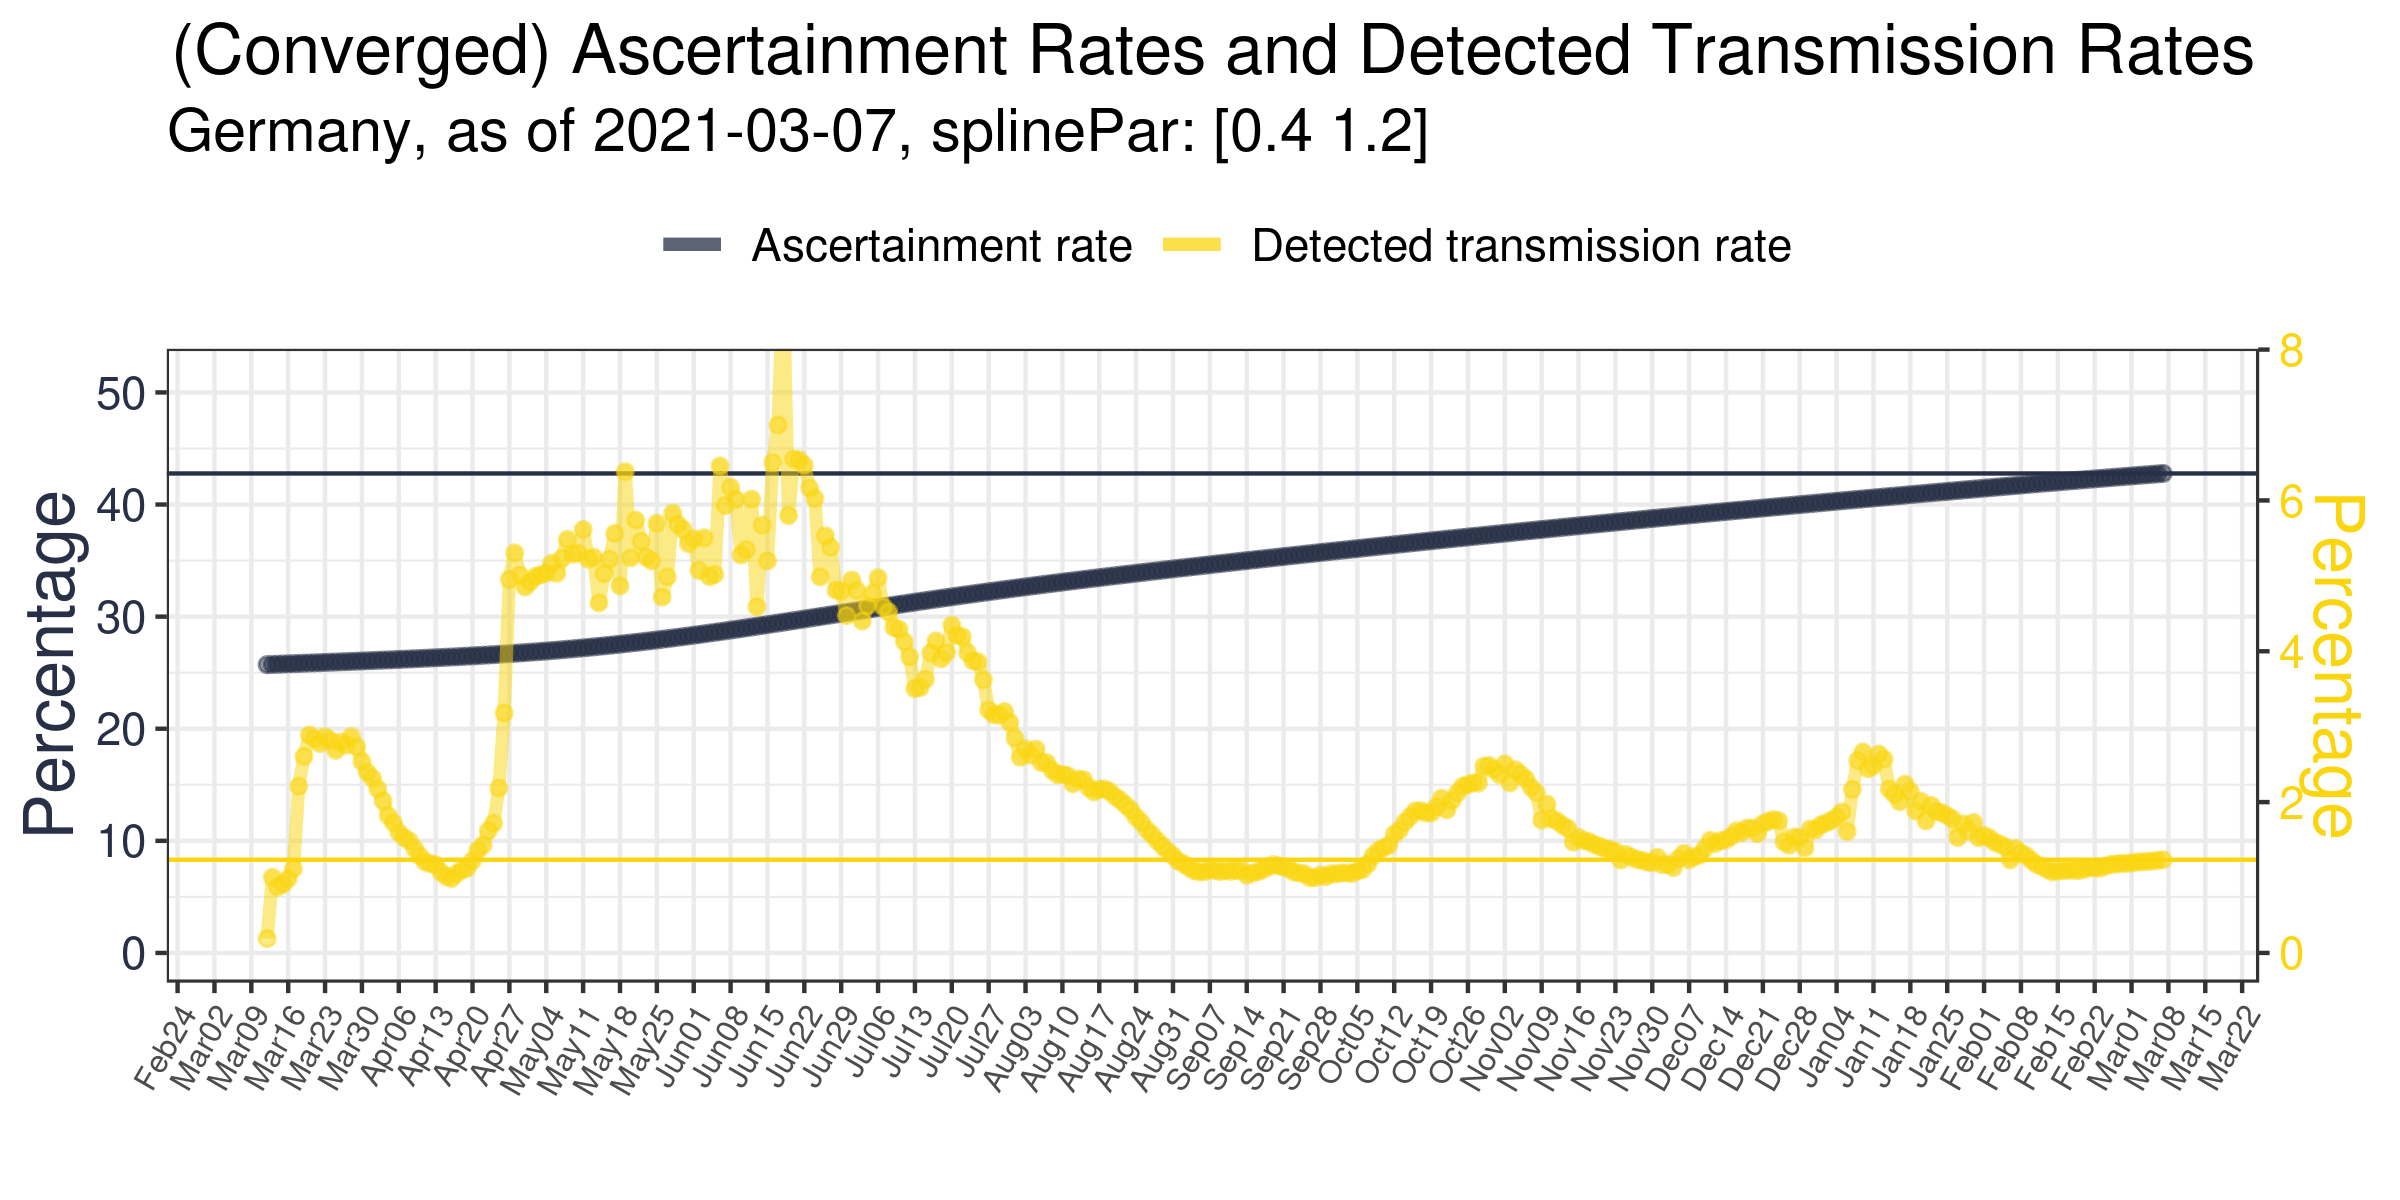 (Converged) Ascertainment Rates and Detected Transmission Rates
Germany, as of 2021-03-07, splinePar: [0.4 1.2]
Ascertainment rate
Detected transmission rate
Percentage
50
40
30
20
10
0
8
6
4
2
0
Percentage
Feb24
Mar02
Mar09
Mar16
Mar23
Mar30
Apr06
Apr13
Apr20
Apr27
May04
May11
May18
May25
Jun01
Jun08
Jun15
Jun22
Jun29
Jul06
Jul13
Jul20
Jul27
Aug03
Aug10
Aug17
Aug24
Aug31
Sep07
Sep14
Sep21
Sep28
Oct05
Oct12
Oct19
Oct26
Nov02
Nov09
Nov16
Nov23
Nov30
Dec07
Dec14
Dec21
Dec28
Jan04
Jan11
Jan18
Jan25
Feb01
Feb08
Feb15
Feb22
Mar01
Mar08
Mar15
Mar22